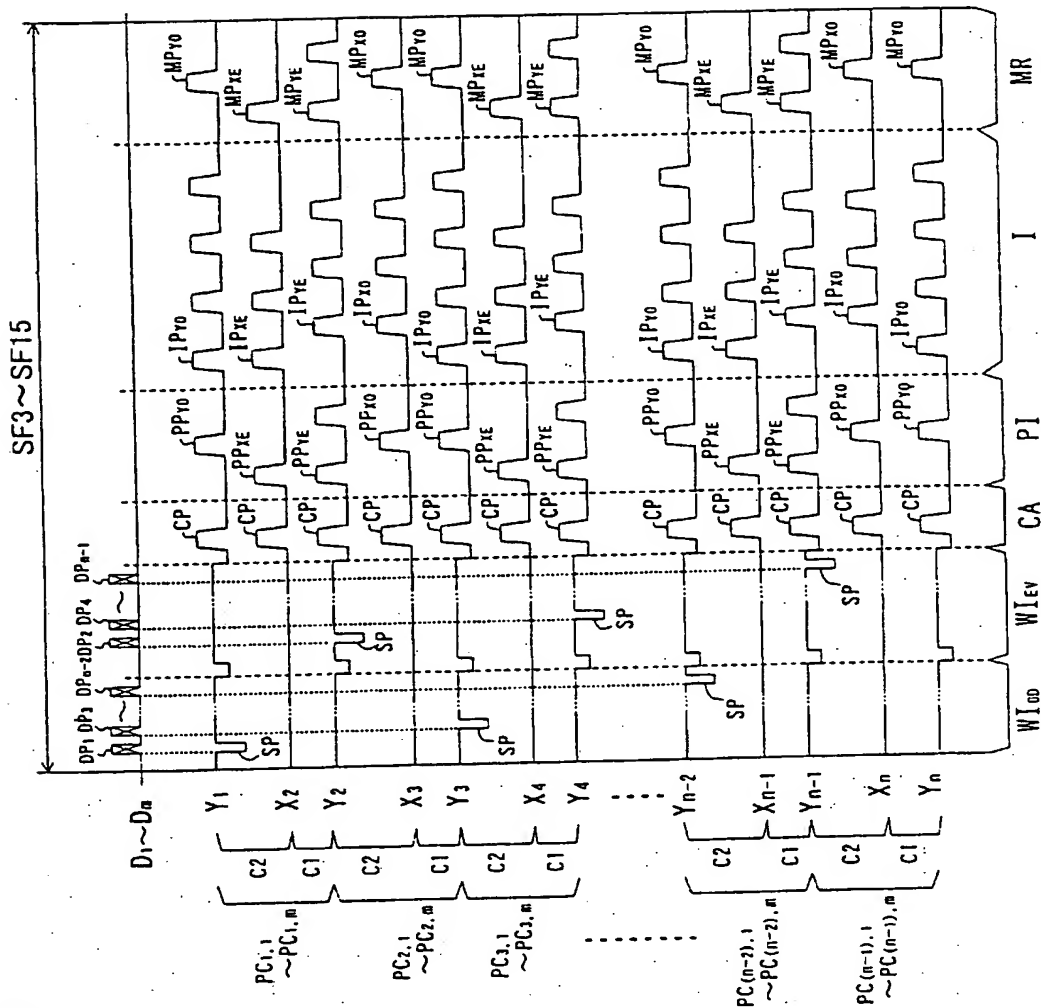 SF3~SF15
DP1 DP3 DPn-2 DP2 DP4 DPn-1
~ ~
D1~Dm
Y1 SP CP PPYO IPYO MPYO
X2 CP PPXE IPXE MPXE
Y2 SP CP PPYE IPYE MPYE
X3 CP PPXO IPXO MPXO
Y3 SP CP PPYO IPYO MPYO
X4 CP PPXE IPXE MPXE
Y4 SP CP PPYE IPYE MPYE
Yn-2 SP CP PPYO IPYO MPYO
Xn-1 CP PPXE IPXE MPXE
Yn-1 SP CP PPYE IPYE MPYE
Xn CP PPXO IPXO MPXO
Yn CP PPYO IPYO MPYO
C2
C1
C2
C1
C2
C1
C2
C1
C2
C1
PC1,1
~PC1,m
PC2,1
~PC2,m
PC3,1
~PC3,m
PC(n-2),1
~PC(n-2),m
PC(n-1),1
~PC(n-1),m
WIOD WIEV CA PI I MR